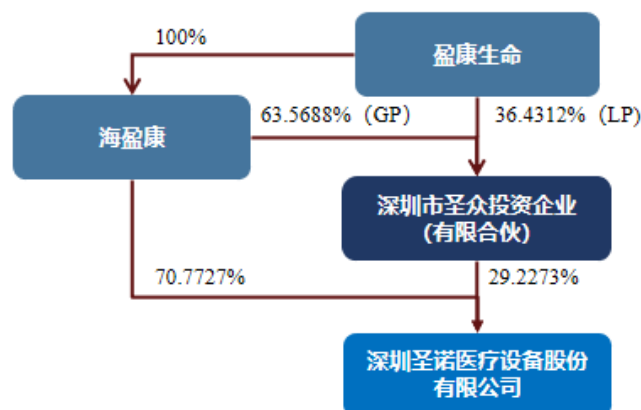 100%
盈康生命
海盈康
63.5688%（GP）
36.4312%（LP）
深圳市圣众投资企业
(有限合伙)
70.7727%
29.2273%
深圳圣诺医疗设备股份
有限公司